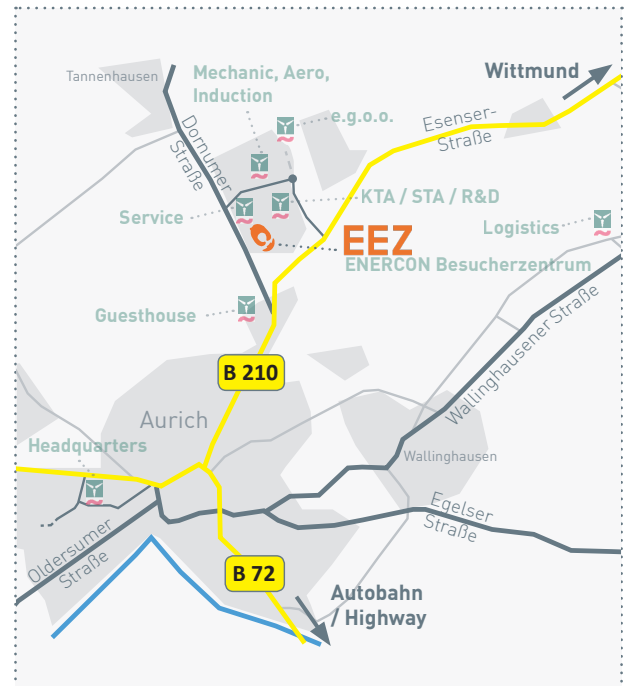 Wittmund
Tannenhausen
Mechanic, Aero,
Induction
e.g.o.o.
Esenser-
Straße
Dornumer
Straße
KTA / STA / R&D
Service
Logistics
EEZ
ENERCON Besucherzentrum
Guesthouse
Wallinghausener Straße
B 210
Aurich
Headquarters
Wallinghausen
Egelser
Straße
Oldersumer
Straße
B 72
Autobahn
/ Highway